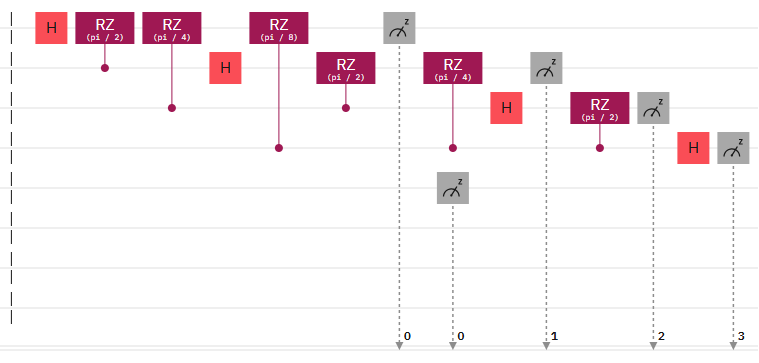 H RZ RZ RZ z
(pi / 2) (pi / 4) (pi / 8)
H RZ RZ z
(pi / 2) (pi / 4)
H RZ z
(pi / 2)
H z
z
0 0 1 2 3